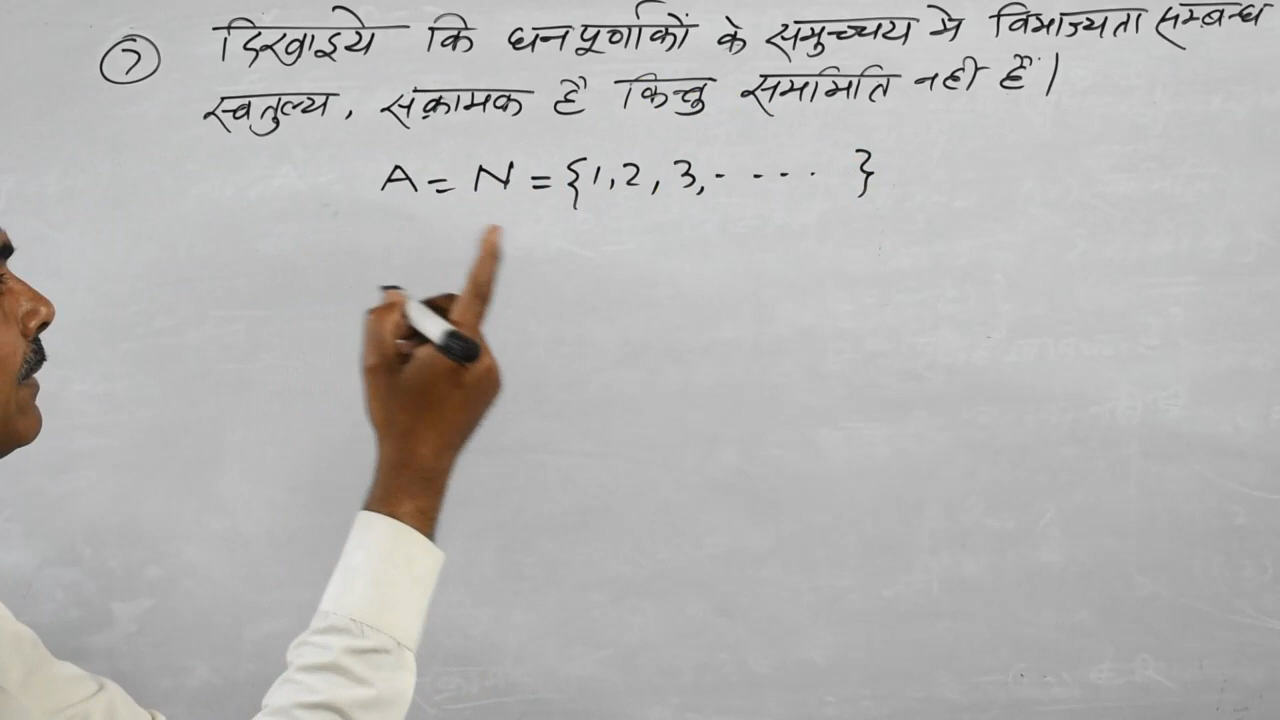 (7) दिखाइये कि धनपूर्णाकों के समुच्चय मे विभाज्यता सम्बन्ध
स्वतुल्य, संक्रामक है किन्तु सममिति नही हैं।
A = N = {1, 2, 3, - - - - }